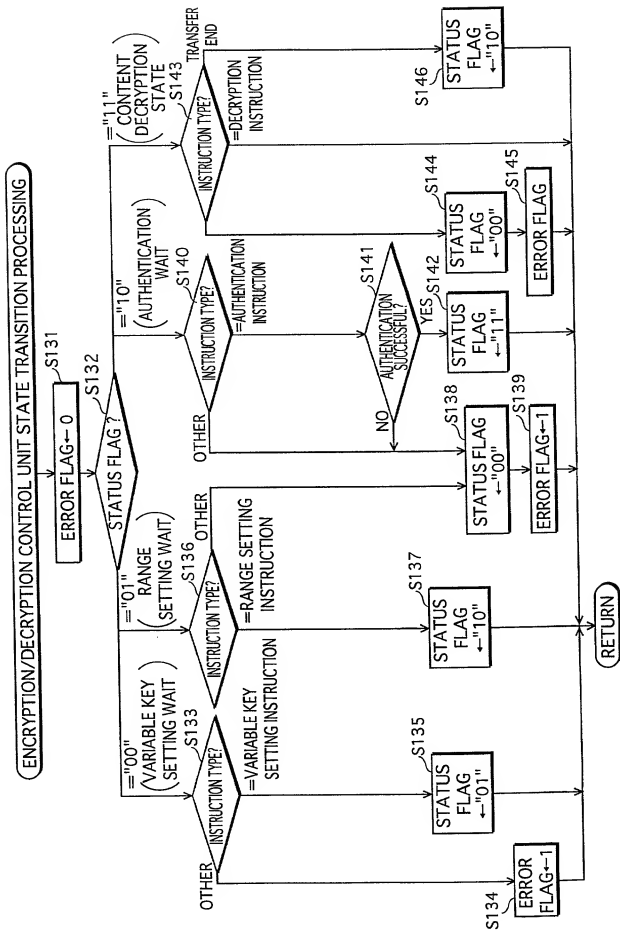 ENCRYPTION/DECRYPTION CONTROL UNIT STATE TRANSITION PROCESSING
S131
ERROR FLAG←0
S132
STATUS FLAG ?
="00"
(VARIABLE KEY
SETTING WAIT)
S133
INSTRUCTION TYPE?
OTHER
=VARIABLE KEY
SETTING INSTRUCTION
S134
ERROR
FLAG←1
S135
STATUS
FLAG
←"01"
="01"
(RANGE
SETTING WAIT)
S136
INSTRUCTION TYPE?
OTHER
=RANGE SETTING
INSTRUCTION
S137
STATUS
FLAG
←"10"
="10"
(AUTHENTICATION
WAIT)
S140
INSTRUCTION TYPE?
OTHER
=AUTHENTICATION
INSTRUCTION
S141
AUTHENTICATION
SUCCESSFUL?
NO
YES
S142
STATUS
FLAG
←"11"
S138
STATUS FLAG
←"00"
S139
ERROR FLAG←1
="11"
(CONTENT
DECRYPTION
STATE)
S143
INSTRUCTION TYPE?
TRANSFER
END
=DECRYPTION
INSTRUCTION
S144
STATUS
FLAG
←"00"
S145
ERROR FLAG
S146
STATUS
FLAG
←"10"
RETURN